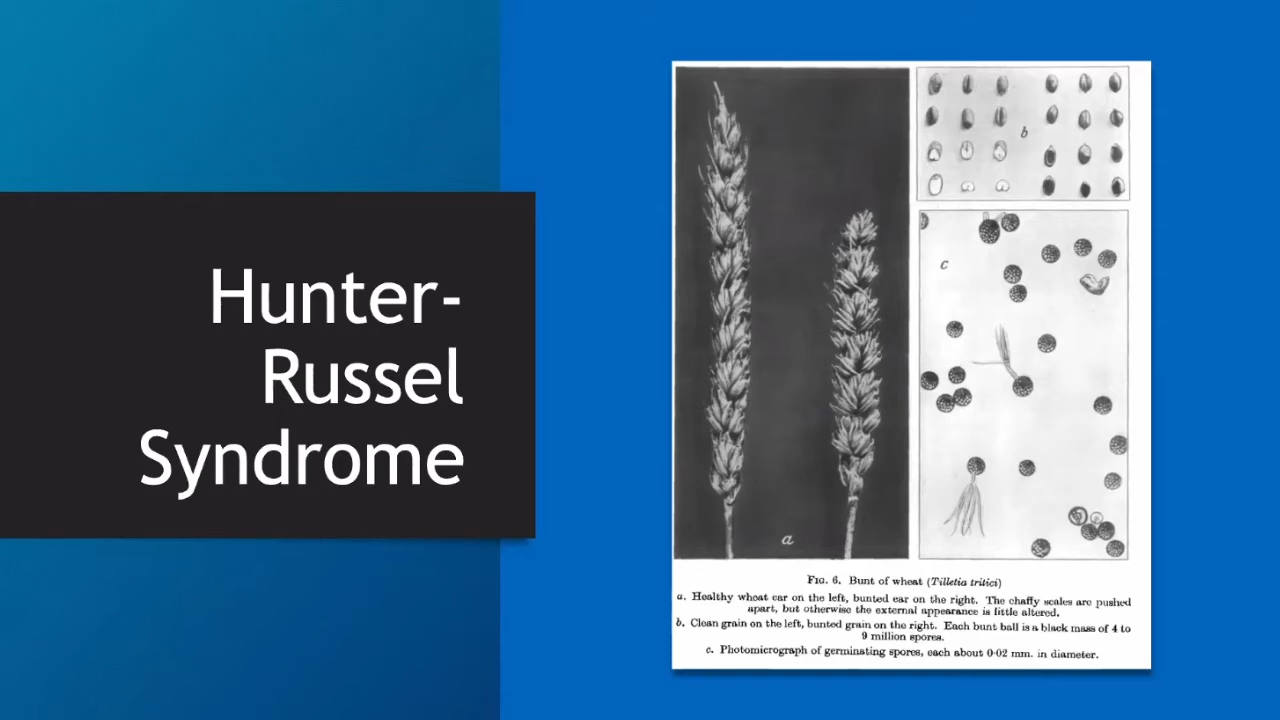 Hunter-
Russel
Syndrome
a
b
c
FIG. 6. Bunt of wheat (Tilletia tritici)
a. Healthy wheat ear on the left, bunted ear on the right. The chaffy scales are pushed
apart, but otherwise the external appearance is little altered.
b. Clean grain on the left, bunted grain on the right. Each bunt ball is a black mass of 4 to
9 million spores.
c. Photomicrograph of germinating spores, each about 0·02 mm. in diameter.